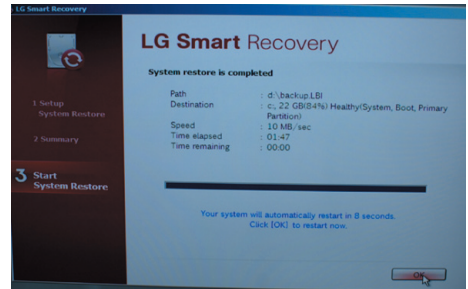 LG Smart Recovery
LG Smart Recovery
System restore is completed
Path : d:\backup.LBI
Destination : c:, 22 GB(84%) Healthy(System, Boot, Primary
Partition)
Speed : 10 MB/sec
Time elapsed : 01:47
Time remaining : 00:00
1 Setup
System Restore
2 Summary
3 Start
System Restore
Your system will automatically restart in 8 seconds.
Click [OK] to restart now.
OK